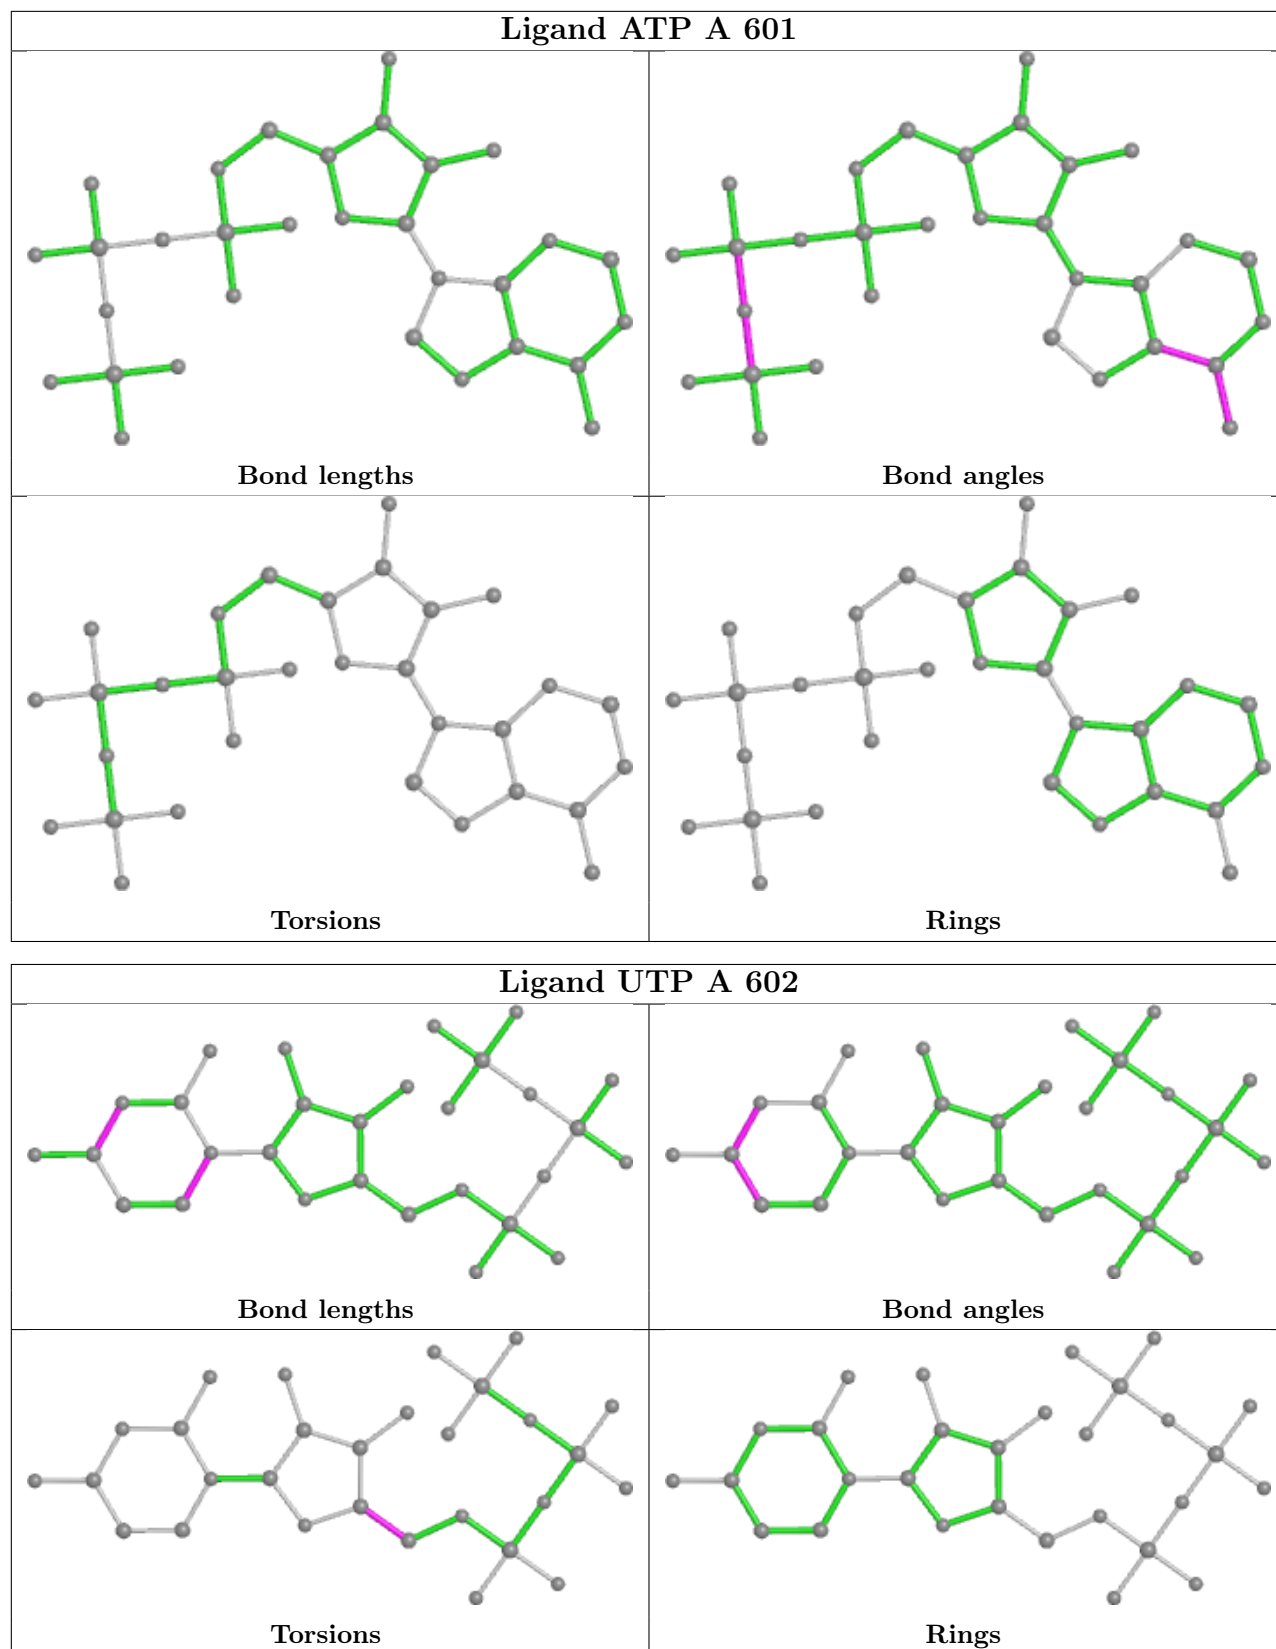 Ligand ATP A 601
Bond lengths
Bond angles
Torsions
Rings
Ligand UTP A 602
Bond lengths
Bond angles
Torsions
Rings